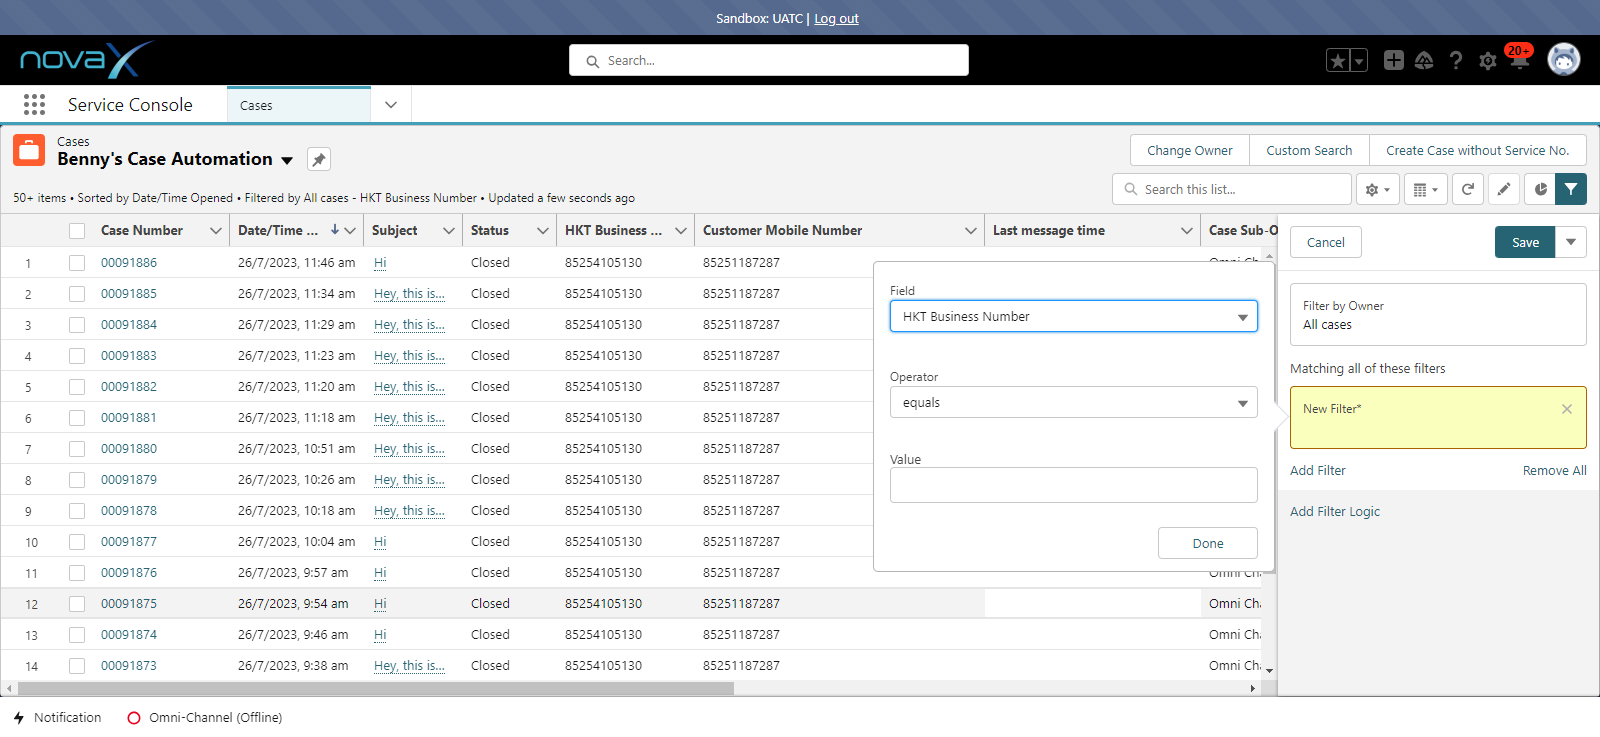 Sandbox: UATC | Log out
novax
Search...
20+
Service Console
Cases
Cases
Benny's Case Automation
Change Owner
Custom Search
Create Case without Service No.
50+ items • Sorted by Date/Time Opened • Filtered by All cases - HKT Business Number • Updated a few seconds ago
Search this list...
Case Number Date/Time ... Subject Status HKT Business ... Customer Mobile Number Last message time Case Sub-O
1 00091886 26/7/2023, 11:46 am Hi Closed 85254105130 85251187287 Omni Cha
2 00091885 26/7/2023, 11:34 am Hey, this is... Closed 85254105130 85251187287
3 00091884 26/7/2023, 11:29 am Hey, this is... Closed 85254105130 85251187287
4 00091883 26/7/2023, 11:23 am Hey, this is... Closed 85254105130 85251187287
5 00091882 26/7/2023, 11:20 am Hey, this is... Closed 85254105130 85251187287
6 00091881 26/7/2023, 11:18 am Hey, this is... Closed 85254105130 85251187287
7 00091880 26/7/2023, 10:51 am Hey, this is... Closed 85254105130 85251187287
8 00091879 26/7/2023, 10:26 am Hey, this is... Closed 85254105130 85251187287
9 00091878 26/7/2023, 10:18 am Hey, this is... Closed 85254105130 85251187287
10 00091877 26/7/2023, 10:04 am Hi Closed 85254105130 85251187287
11 00091876 26/7/2023, 9:57 am Hi Closed 85254105130 85251187287 Omni Cha
12 00091875 26/7/2023, 9:54 am Hi Closed 85254105130 85251187287 Omni Cha
13 00091874 26/7/2023, 9:46 am Hi Closed 85254105130 85251187287 Omni Cha
14 00091873 26/7/2023, 9:38 am Hey, this is... Closed 85254105130 85251187287 Omni Cha
Field
HKT Business Number
Operator
equals
Value
Done
Cancel
Save
Filter by Owner
All cases
Matching all of these filters
New Filter*
Add Filter
Remove All
Add Filter Logic
Notification
Omni-Channel (Offline)